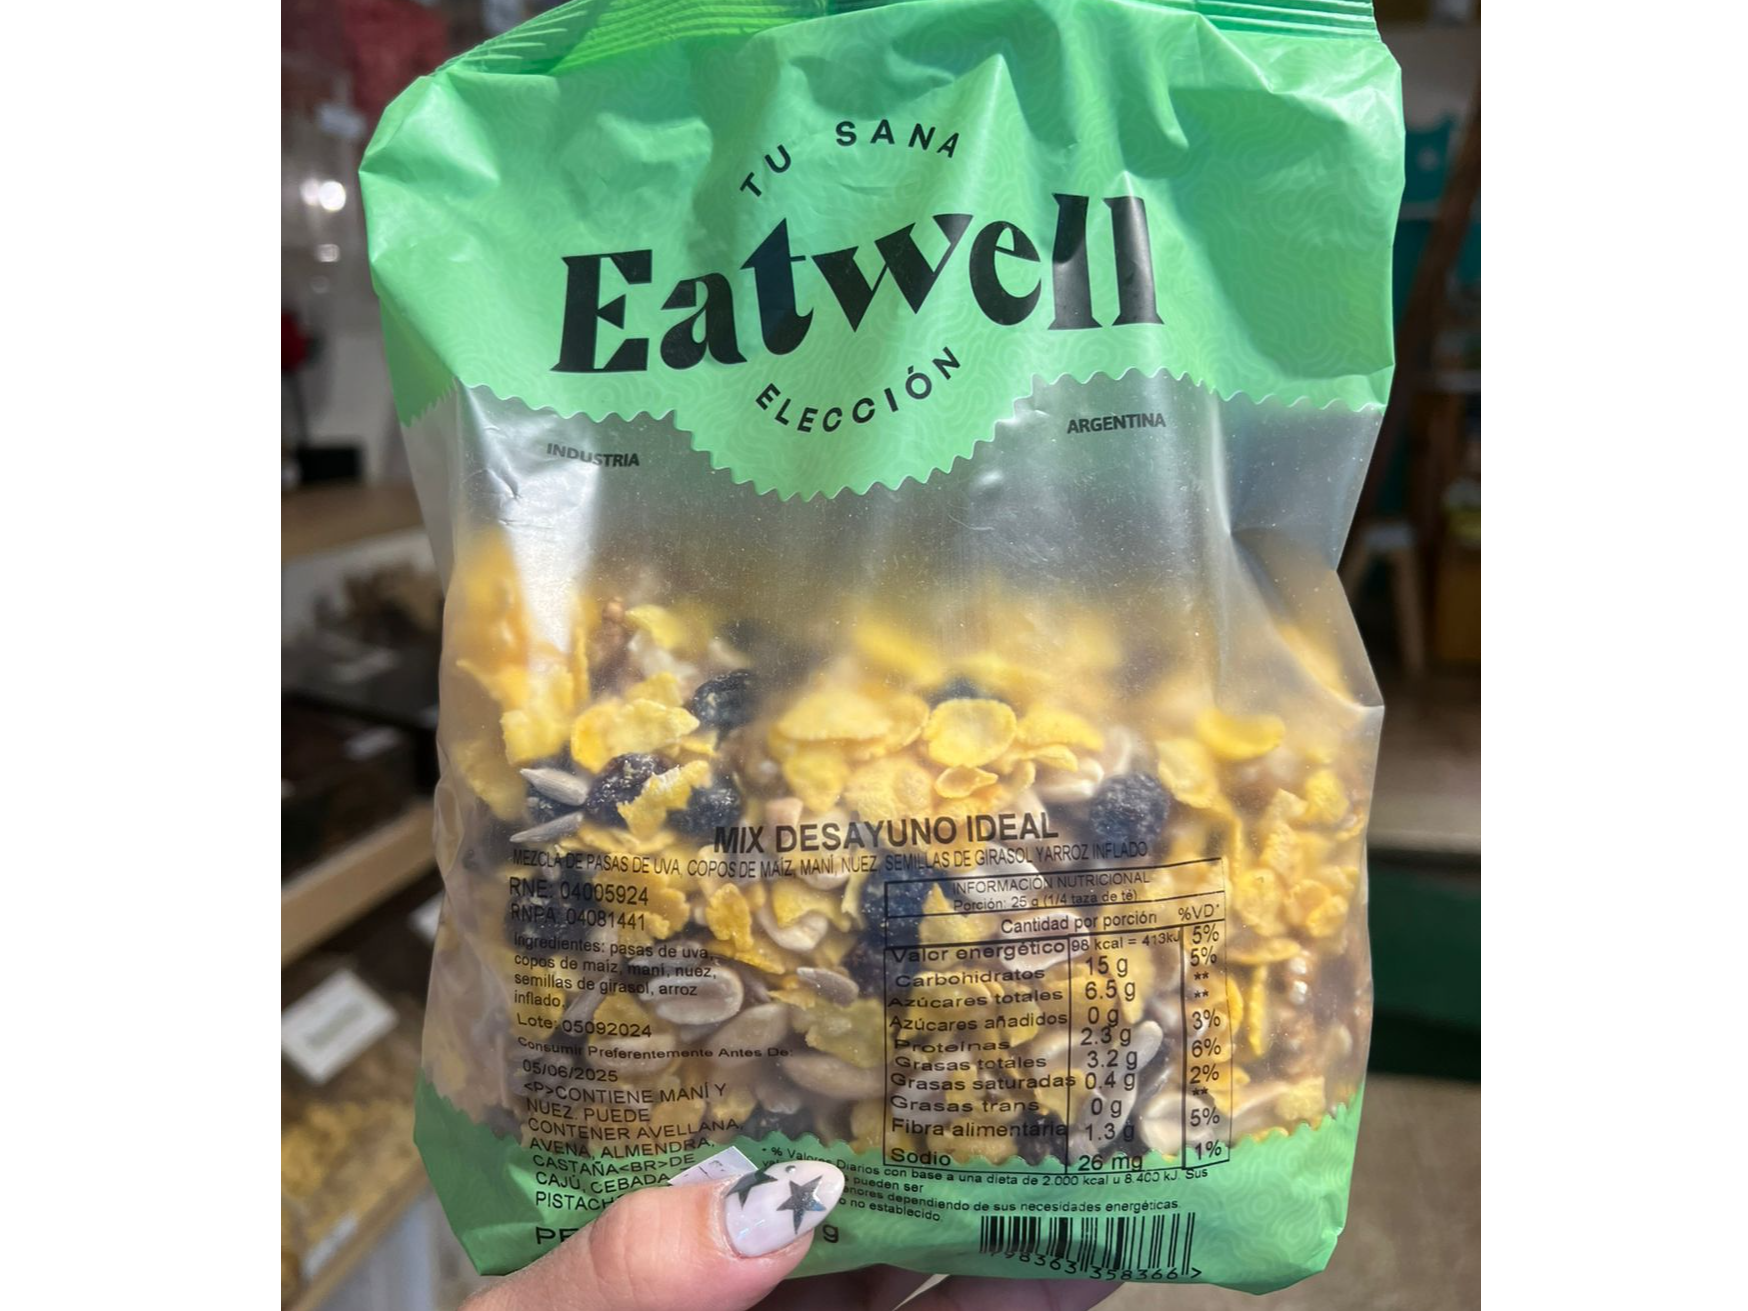 TU SANA
Eatwell
ELECCIÓN
INDUSTRIA
ARGENTINA
MIX DESAYUNO IDEAL
MEZCLA DE PASAS DE UVA, COPOS DE MAÍZ, MANÍ, NUEZ, SEMILLAS DE GIRASOL YARROZ INFLADO
RNE: 04005924
RNPA: 04081441
Ingredientes: pasas de uva,
copos de maíz, maní, nuez,
semillas de girasol, arroz
inflado,
Lote: 05092024
Consumir Preferentemente Antes De:
05/06/2025
<P>CONTIENE MANÍ Y
NUEZ. PUEDE
CONTENER AVELLANA,
AVENA, ALMENDRA,
CASTAÑA<BR>DE
CAJÚ, CEBADA
INFORMACIÓN NUTRICIONAL
Porción: 25 g (1/4 taza de té)
Cantidad por porción %VD*
Valor energético 98 kcal = 413kJ 5%
Carbohidratos 15 g 5%
Azúcares totales 6.5 g **
Azúcares añadidos 0 g **
Proteínas 2.3 g 3%
Grasas totales 3.2 g 6%
Grasas saturadas 0.4 g 2%
Grasas trans 0 g **
Fibra alimentaria 1.3 g 5%
Sodio 26 mg 1%
* % Valores Diarios con base a una dieta de 2.000 kcal u 8.400 kJ. Sus
pueden ser
dependiendo de sus necesidades energéticas.
no establecido
g
798363 358366 >